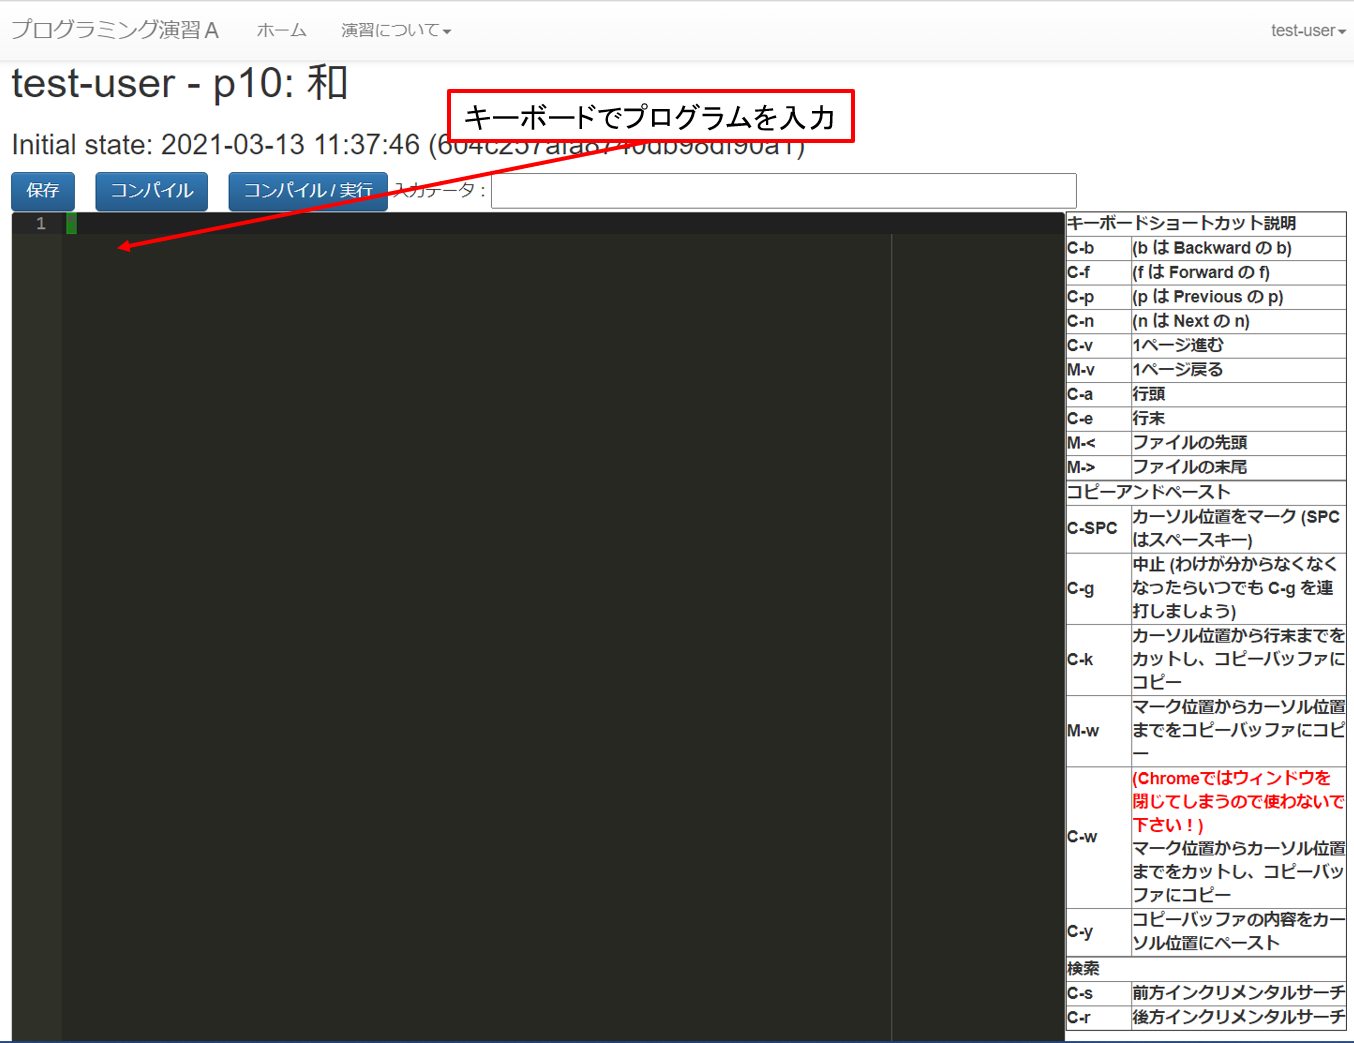 プログラミング演習A ホーム 演習について test-user
test-user - p10: 和
キーボードでプログラムを入力
Initial state: 2021-03-13 11:37:46
保存 コンパイル コンパイル / 実行 入力データ :
1
キーボードショートカット説明
C-b (b は Backward の b)
C-f (f は Forward の f)
C-p (p は Previous の p)
C-n (n は Next の n)
C-v 1ページ進む
M-v 1ページ戻る
C-a 行頭
C-e 行末
M-< ファイルの先頭
M-> ファイルの末尾
コピーアンドペースト
C-SPC カーソル位置をマーク (SPC
はスペースキー)
C-g 中止 (わけが分からなくなく
なったらいつでも C-g を連
打しましょう)
C-k カーソル位置から行末までを
カットし、コピーバッファに
コピー
M-w マーク位置からカーソル位置
までをコピーバッファにコピ
ー
C-w (Chromeではウィンドウを
閉じてしまうので使わないで
下さい！)
マーク位置からカーソル位置
までをカットし、コピーバッ
ファにコピー
C-y コピーバッファの内容をカー
ソル位置にペースト
検索
C-s 前方インクリメンタルサーチ
C-r 後方インクリメンタルサーチ